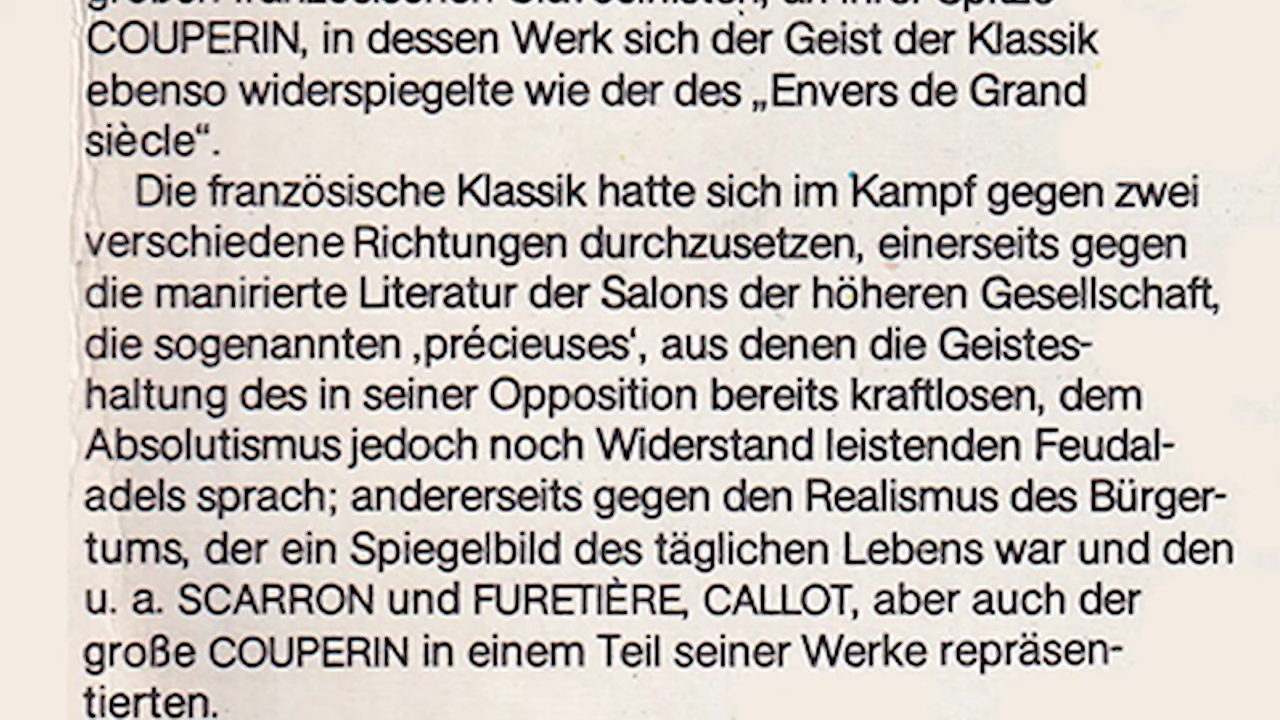 COUPERIN, in dessen Werk sich der Geist der Klassik
ebenso widerspiegelte wie der des „Envers de Grand
siècle“.
Die französische Klassik hatte sich im Kampf gegen zwei
verschiedene Richtungen durchzusetzen, einerseits gegen
die manirierte Literatur der Salons der höheren Gesellschaft,
die sogenannten ‚précieuses‘, aus denen die Geistes-
haltung des in seiner Opposition bereits kraftlosen, dem
Absolutismus jedoch noch Widerstand leistenden Feudal-
adels sprach; andererseits gegen den Realismus des Bürger-
tums, der ein Spiegelbild des täglichen Lebens war und den
u. a. SCARRON und FURETIÈRE, CALLOT, aber auch der
große COUPERIN in einem Teil seiner Werke repräsen-
tierten.